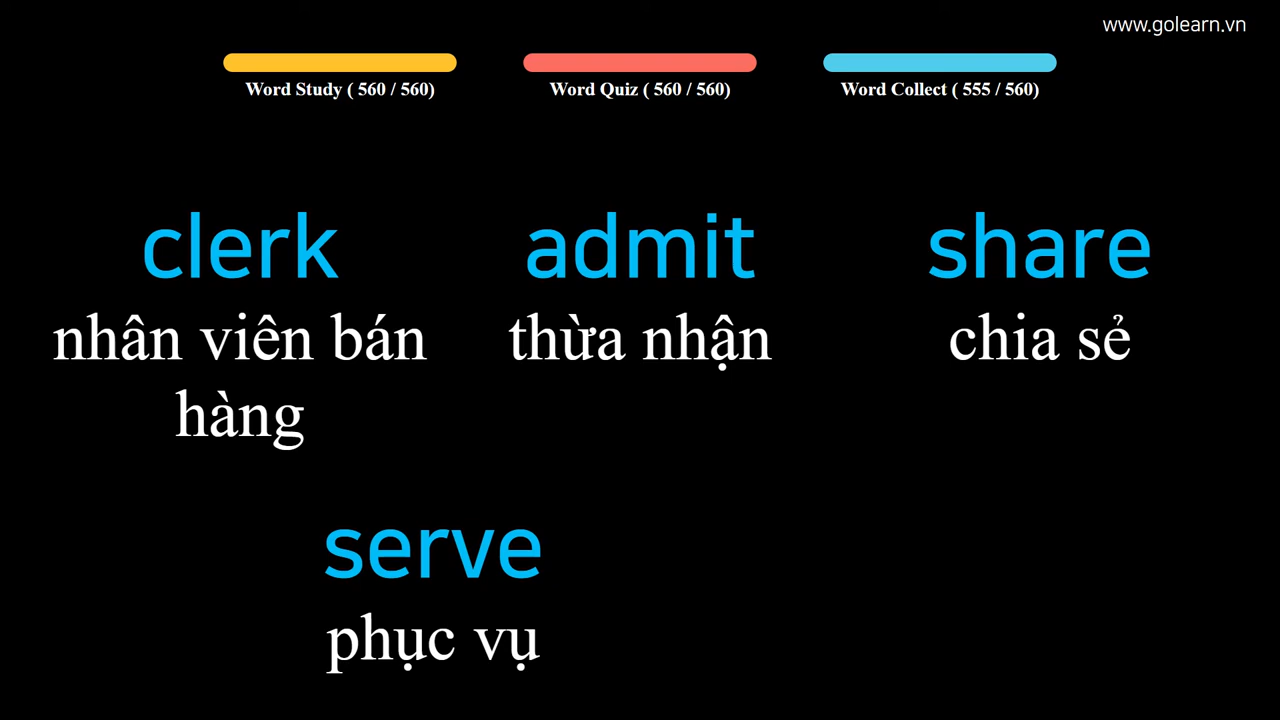 www.golearn.vn
Word Study ( 560 / 560)
Word Quiz ( 560 / 560)
Word Collect ( 555 / 560)
clerk
nhân viên bán
hàng
admit
thừa nhận
share
chia sẻ
serve
phục vụ